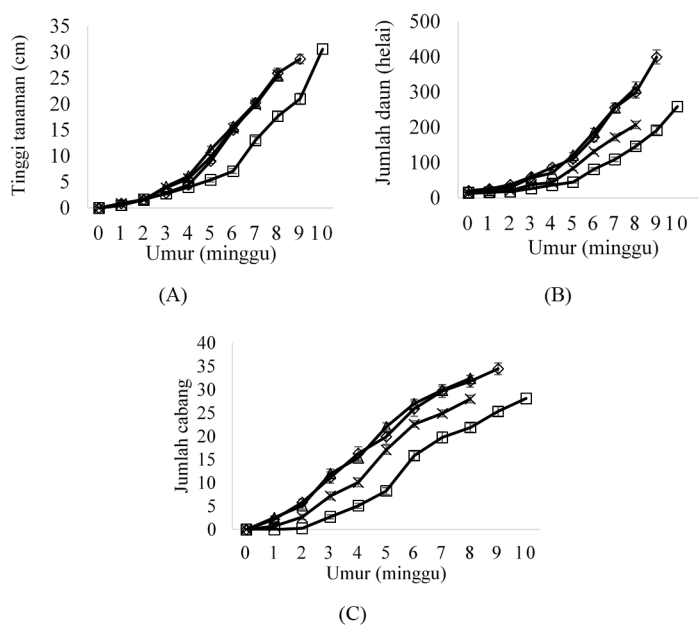 Tinggi tanaman (cm)
35
30
25
20
15
10
5
0
0 1 2 3 4 5 6 7 8 9 10
Umur (minggu)
(A)
Jumlah daun (helai)
500
400
300
200
100
0
0 1 2 3 4 5 6 7 8 9 10
Umur (minggu)
(B)
Jumlah cabang
40
35
30
25
20
15
10
5
0
0 1 2 3 4 5 6 7 8 9 10
Umur (minggu)
(C)